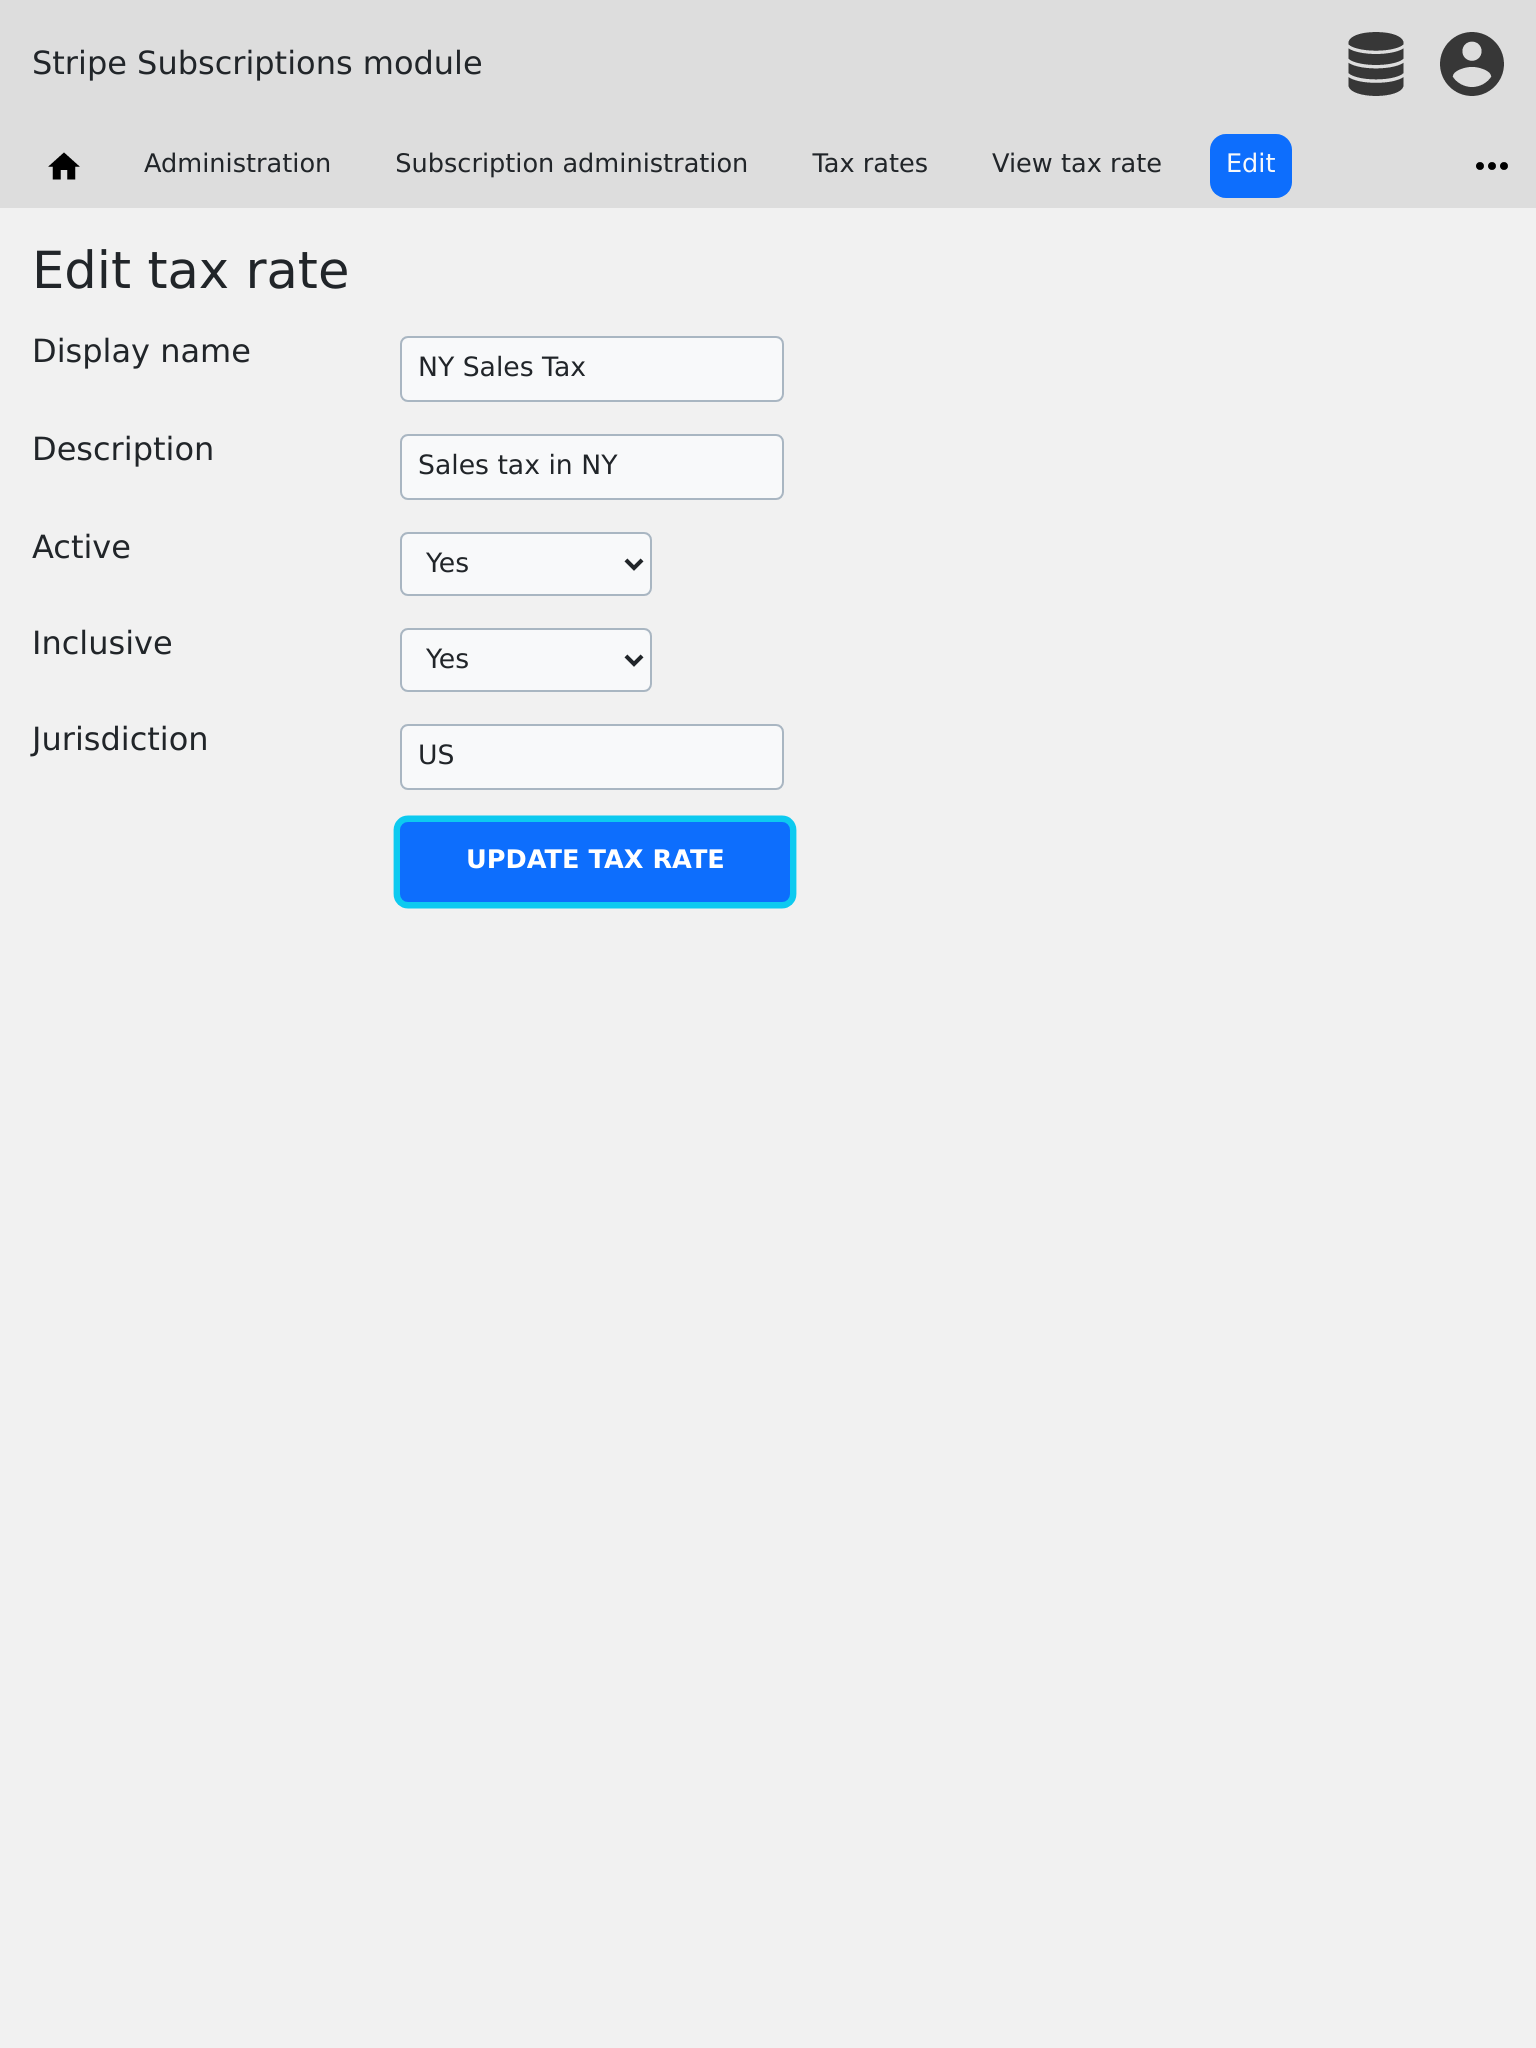 Stripe Subscriptions module
Administration Subscription administration Tax rates View tax rate Edit
Edit tax rate
Display name NY Sales Tax
Description Sales tax in NY
Active Yes
Inclusive Yes
Jurisdiction US
UPDATE TAX RATE